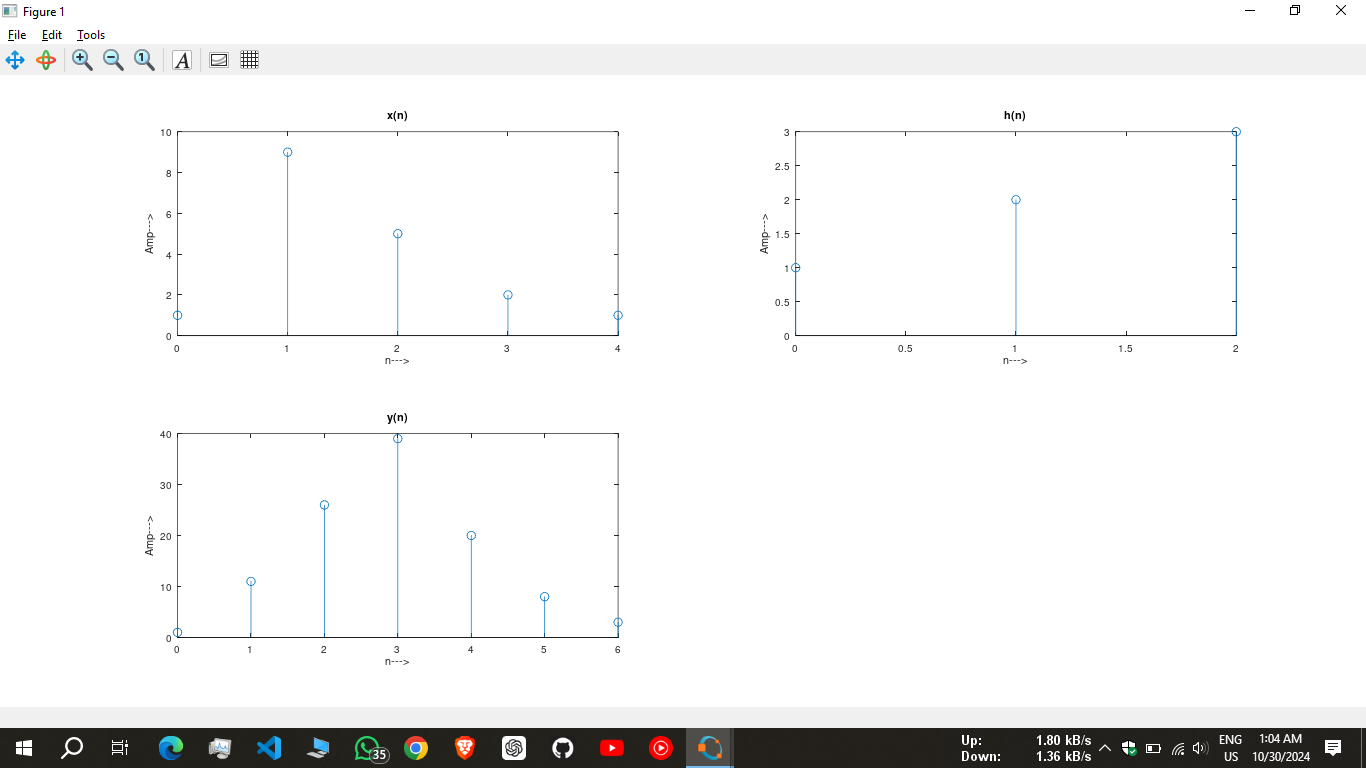 Figure 1
File Edit Tools
x(n)
10
8
6
4
2
0
Amp--->
0 1 2 3 4
n--->
h(n)
3
2.5
2
1.5
1
0.5
0
Amp--->
0 0.5 1 1.5 2
n--->
y(n)
40
30
20
10
0
Amp--->
0 1 2 3 4 5 6
n--->
35
Up: 1.80 kB/s
Down: 1.36 kB/s
ENG
US
1:04 AM
10/30/2024